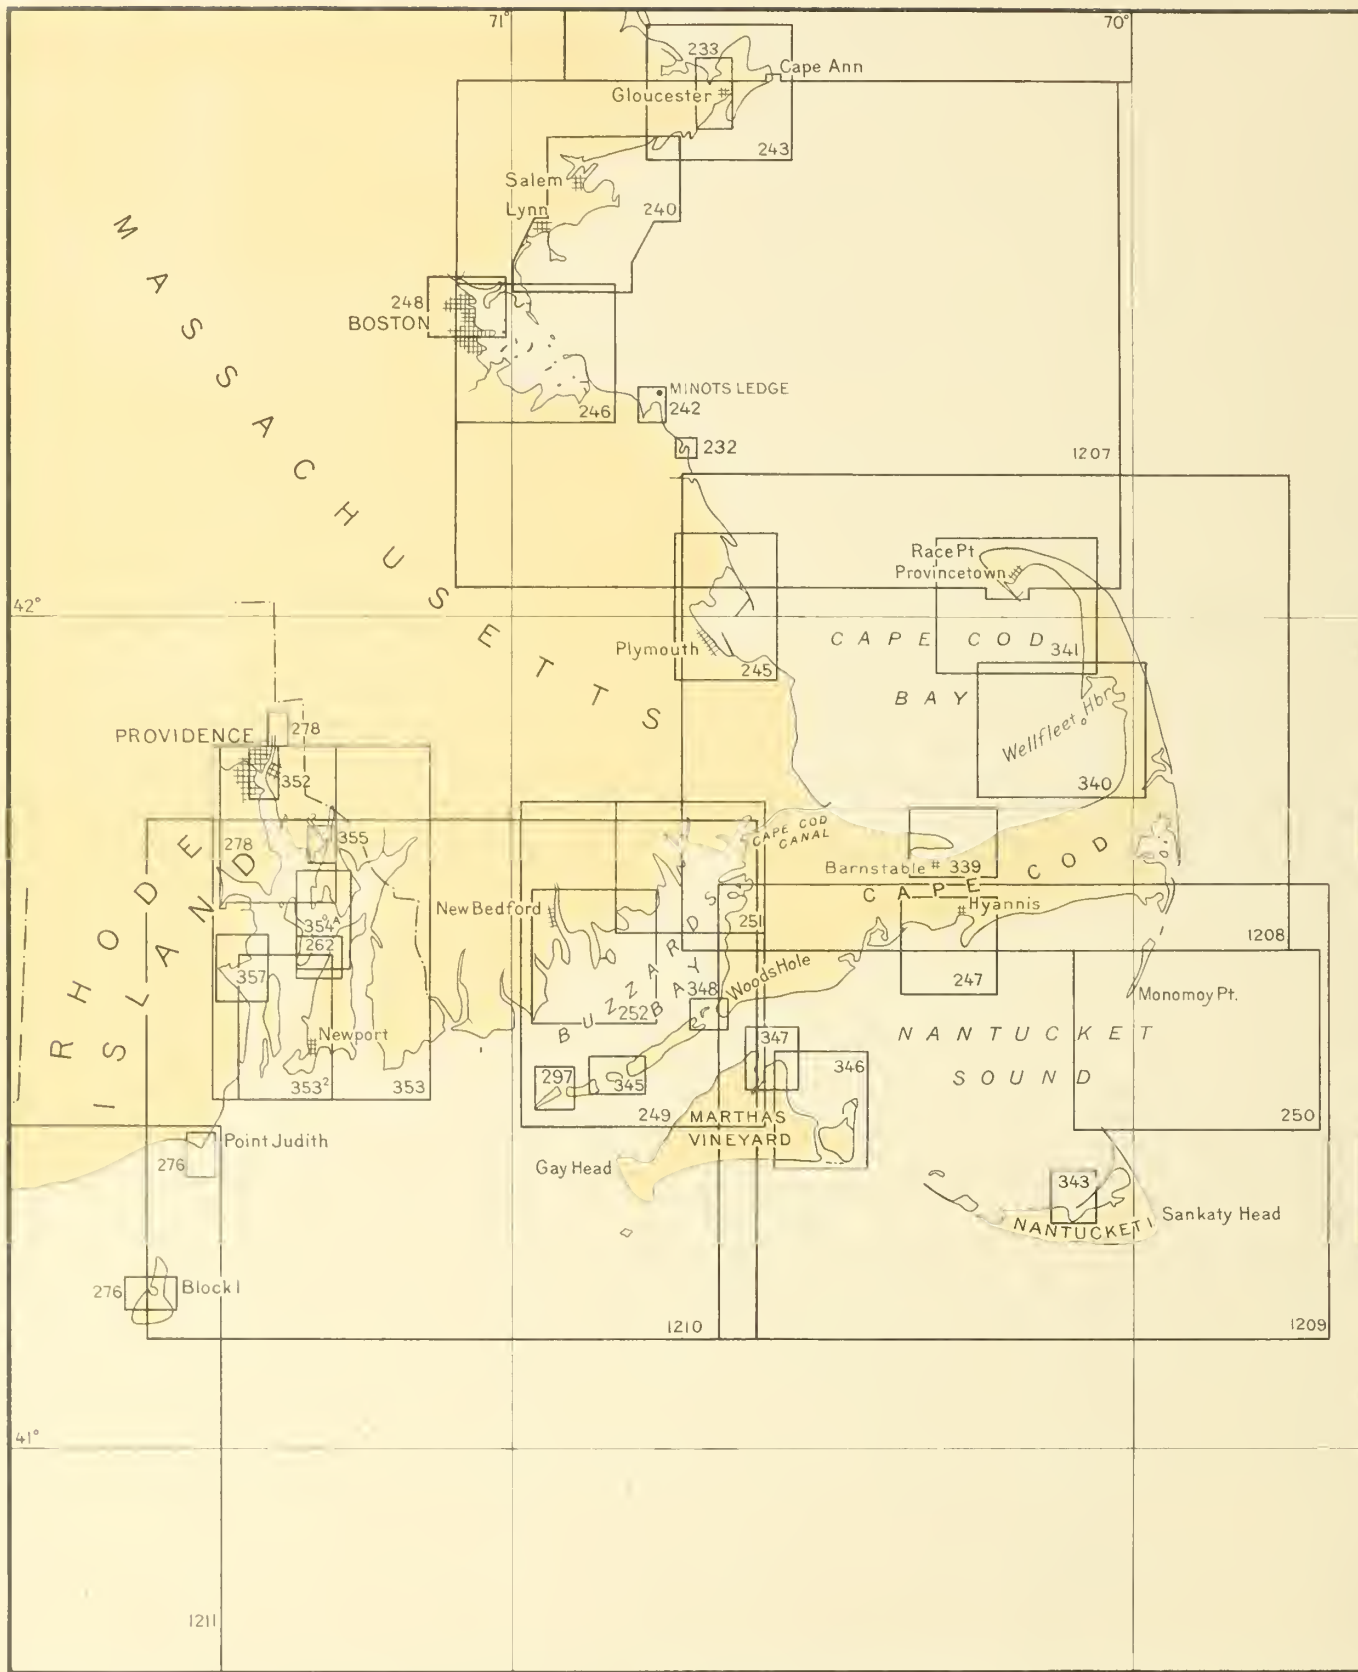 71°
70°
233
Cape Ann
Gloucester
243
Salem
Lynn
240
MASSACHUSETTS
248
BOSTON
246
MINOTS LEDGE
242
232
1207
Race Pt
Provincetown
42°
CAPE COD
BAY
341
Plymouth
245
Wellfleet Hbr
340
PROVIDENCE
278
352
278
355
CAPE COD
CANAL
Barnstable
339
CAPE COD
Hyannis
RHODE
ISLAND
New Bedford
251
354
A
262
357
BUZZARDS
BAY
252
348
Woods Hole
247
1208
Monomoy Pt.
NANTUCKET
SOUND
Newport
353²
353
297
345
347
346
249
MARTHAS
VINEYARD
250
Point Judith
276
Gay Head
343
NANTUCKET I
Sankaty Head
276
Block I
1210
1209
41°
1211